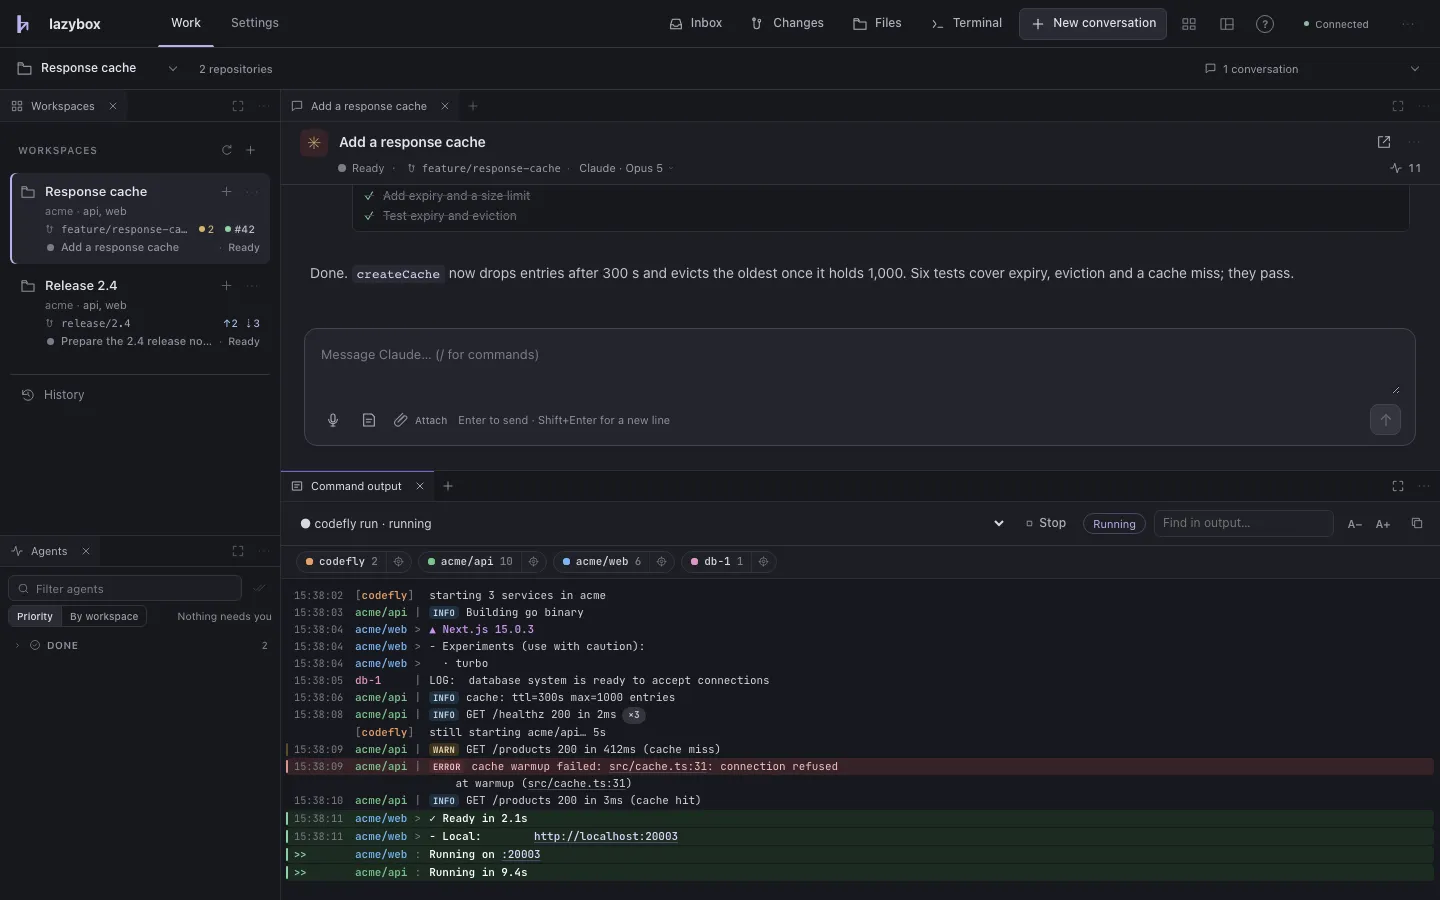 lazybox
Work
Settings
Inbox
Changes
Files
Terminal
New conversation
Connected
Response cache
2 repositories
1 conversation
Workspaces
Add a response cache
WORKSPACES
Response cache
acme · api, web
feature/response-ca… 2 #42
Add a response cache · Ready
Release 2.4
acme · api, web
release/2.4 ↑2 ↓3
Prepare the 2.4 release no… · Ready
History
Add a response cache
Ready · feature/response-cache · Claude · Opus 5
11
Add expiry and a size limit
Test expiry and eviction
Done. createCache now drops entries after 300 s and evicts the oldest once it holds 1,000. Six tests cover expiry, eviction and a cache miss; they pass.
Message Claude… (/ for commands)
Attach Enter to send · Shift+Enter for a new line
Agents
Filter agents
Priority By workspace Nothing needs you
DONE 2
Command output
codefly run · running
Stop
Running
Find in output…
A− A+
codefly 2
acme/api 10
acme/web 6
db-1 1
15:38:02 [codefly] starting 3 services in acme
15:38:03 acme/api | INFO Building go binary
15:38:04 acme/web > ▲ Next.js 15.0.3
15:38:04 acme/web > - Experiments (use with caution):
15:38:04 acme/web > · turbo
15:38:05 db-1 | LOG: database system is ready to accept connections
15:38:06 acme/api | INFO cache: ttl=300s max=1000 entries
15:38:08 acme/api | INFO GET /healthz 200 in 2ms ×3
[codefly] still starting acme/api… 5s
15:38:09 acme/api | WARN GET /products 200 in 412ms (cache miss)
15:38:09 acme/api | ERROR cache warmup failed: src/cache.ts:31: connection refused
at warmup (src/cache.ts:31)
15:38:10 acme/api | INFO GET /products 200 in 3ms (cache hit)
15:38:11 acme/web > ✓ Ready in 2.1s
15:38:11 acme/web > - Local: http://localhost:20003
>> acme/web : Running on :20003
>> acme/api : Running in 9.4s